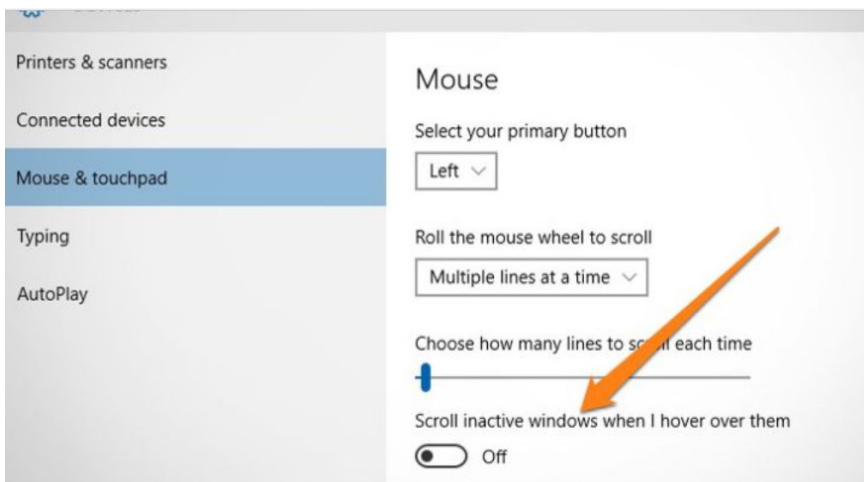 Printers & scanners
Connected devices
Mouse & touchpad
Typing
AutoPlay
Mouse
Select your primary button
Left
Roll the mouse wheel to scroll
Multiple lines at a time
Choose how many lines to scroll each time
Scroll inactive windows when I hover over them
Off